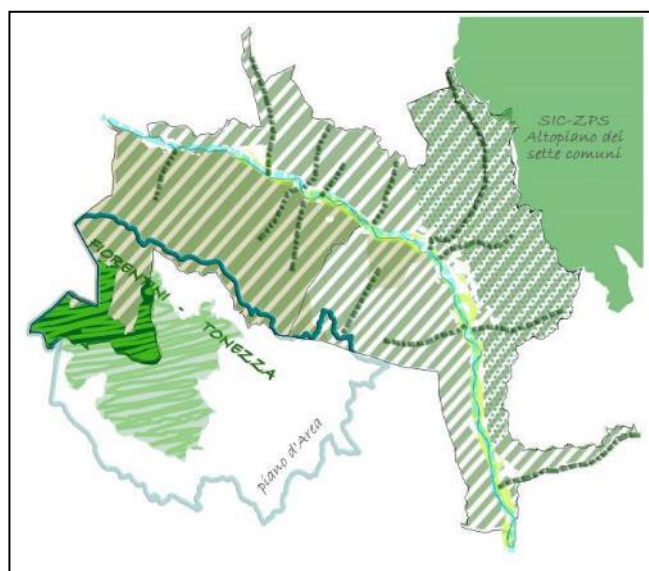 SIC-ZPS
Altopiano dei
sette comuni
FIORENTINI - TONEZZA
piano d'Area